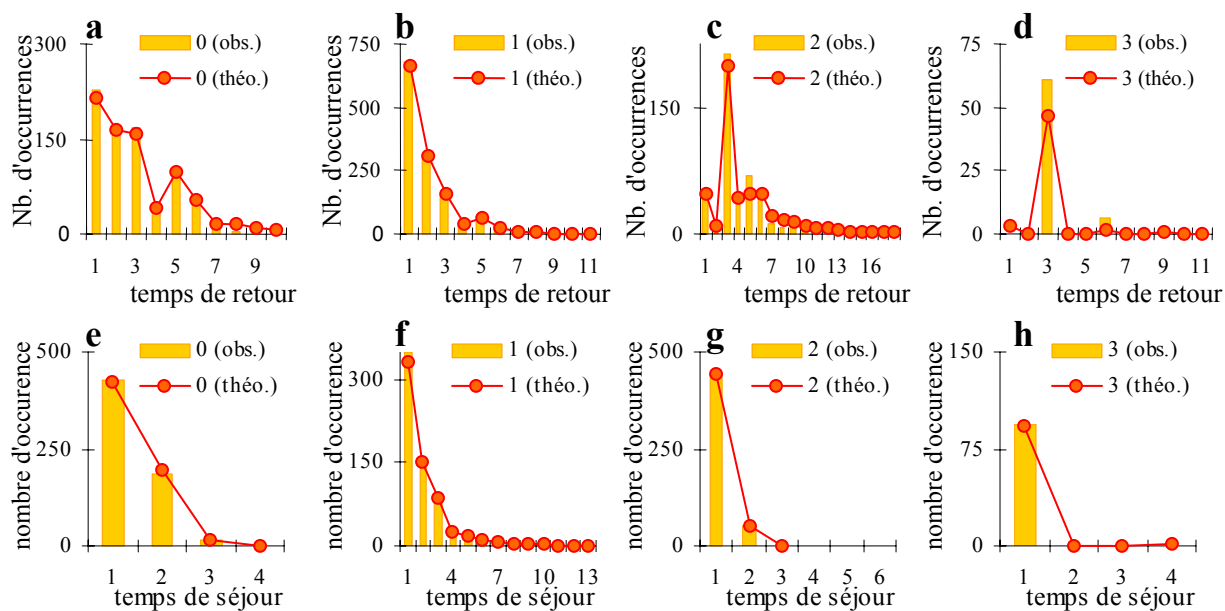 a
Nb. d'occurrences
300
150
0
0 (obs.)
0 (théo.)
1 3 5 7 9
temps de retour
b
Nb. d'occurrences
750
500
250
0
1 (obs.)
1 (théo.)
1 3 5 7 9 11
temps de retour
c
Nb. d'occurrences
150
0
2 (obs.)
2 (théo.)
1 4 7 10 13 16
temps de retour
d
Nb. d'occurrences
75
50
25
0
3 (obs.)
3 (théo.)
1 3 5 7 9 11
temps de retour
e
nombre d'occurence
500
250
0
0 (obs.)
0 (théo.)
1 2 3 4
temps de séjour
f
nombre d'occurence
300
150
0
1 (obs.)
1 (théo.)
1 4 7 10 13
temps de séjour
g
nombre d'occurence
500
250
0
2 (obs.)
2 (théo.)
1 2 3 4 5 6
temps de séjour
h
nombre d'occurence
150
75
0
3 (obs.)
3 (théo.)
1 2 3 4
temps de séjour